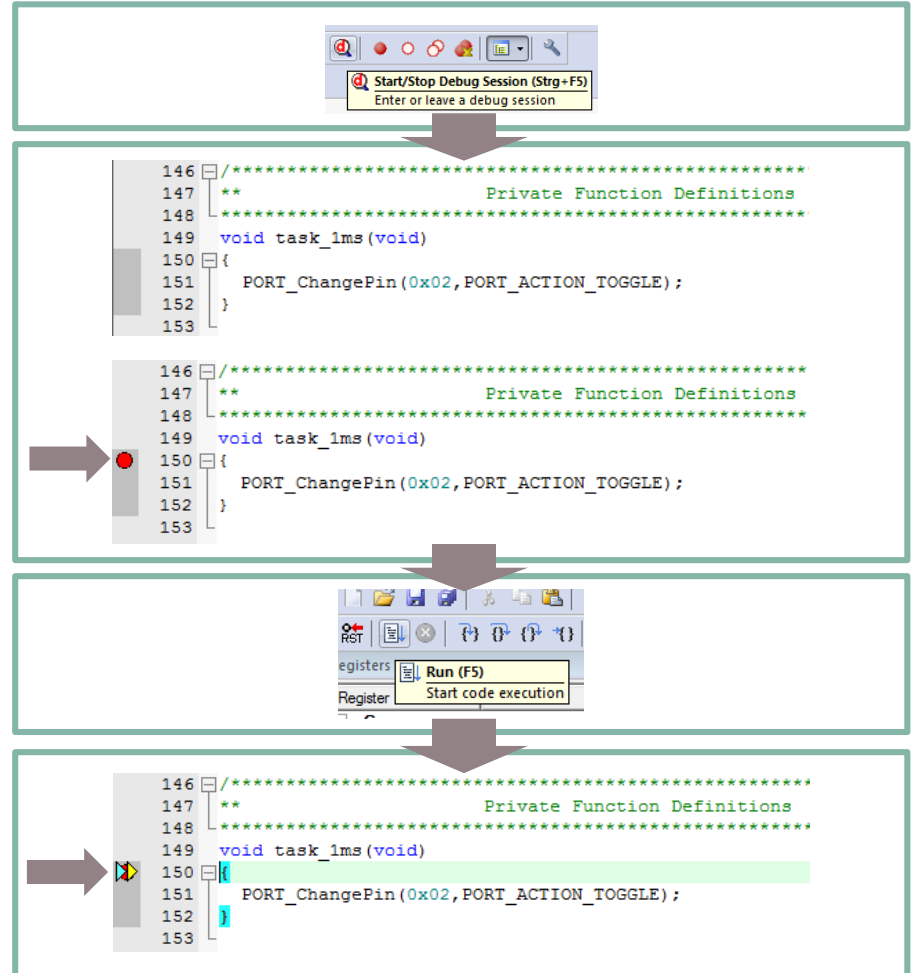 Start/Stop Debug Session (Strg+F5)
Enter or leave a debug session
146 /***************************************************
147 ** Private Function Definitions
148 ****************************************************
149 void task_1ms(void)
150 {
151 PORT_ChangePin(0x02,PORT_ACTION_TOGGLE);
152 }
153
146 /***************************************************
147 ** Private Function Definitions
148 ****************************************************
149 void task_1ms(void)
150 {
151 PORT_ChangePin(0x02,PORT_ACTION_TOGGLE);
152 }
153
RST
egisters
Run (F5)
Register
Start code execution
146 /***************************************************
147 ** Private Function Definitions
148 ****************************************************
149 void task_1ms(void)
150 {
151 PORT_ChangePin(0x02,PORT_ACTION_TOGGLE);
152 }
153